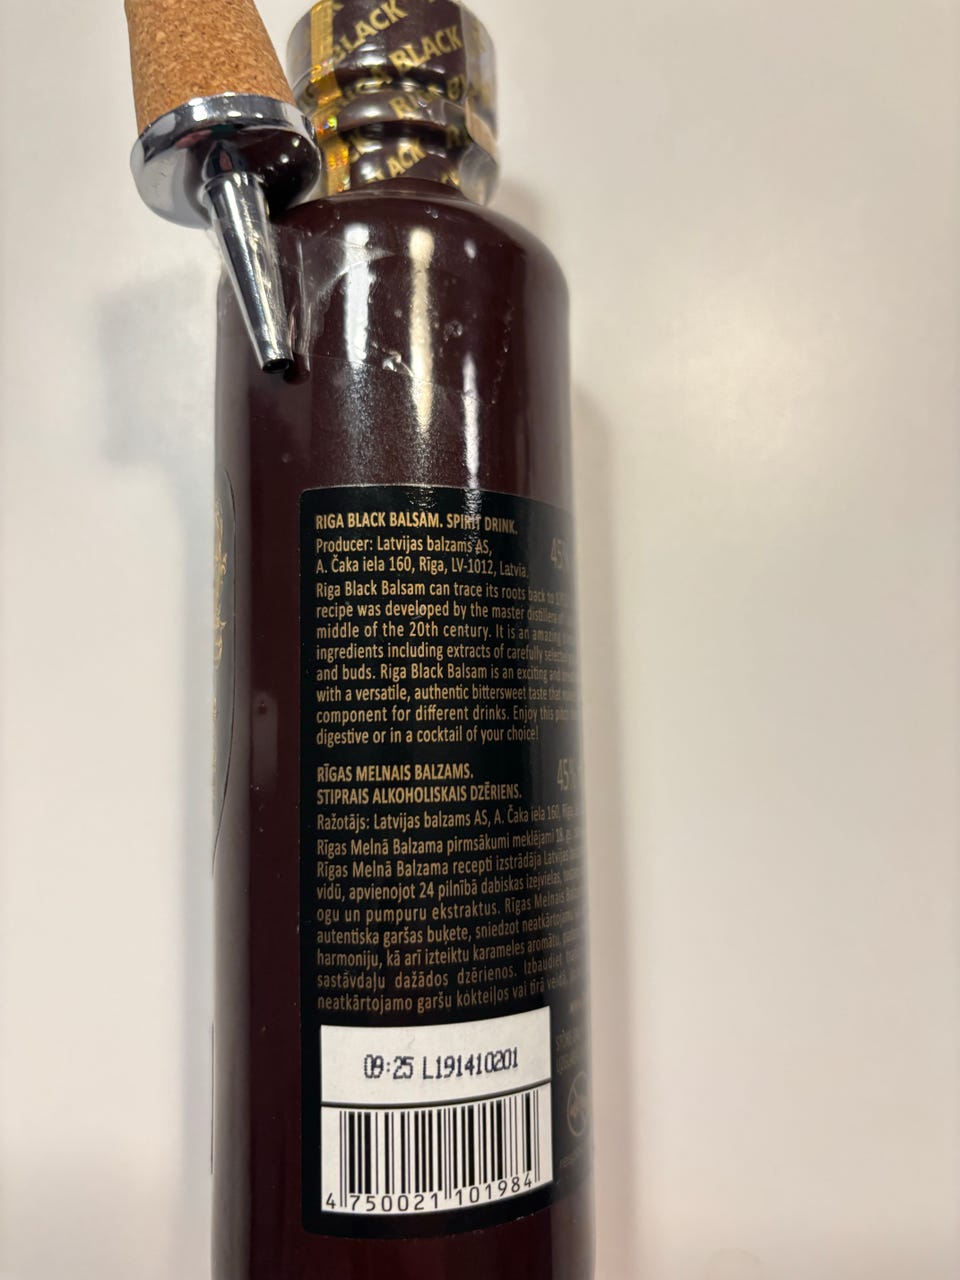 BLACK
RIGA BLACK
BLACK
RIGA BLACK BALSAM. SPIRIT DRINK.
45%
Producer: Latvijas balzams AS,
A. Čaka iela 160, Rīga, LV-1012, Latvia.
Riga Black Balsam can trace its roots back to
recipe was developed by the master distillers of
middle of the 20th century. It is an amazing
ingredients including extracts of carefully selected
and buds. Riga Black Balsam is an exciting and
with a versatile, authentic bittersweet taste that
component for different drinks. Enjoy this
digestive or in a cocktail of your choice!
RĪGAS MELNAIS BALZAMS.
45%
STIPRAIS ALKOHOLISKAIS DZĒRIENS.
Ražotājs: Latvijas balzams AS, A. Čaka iela 160, Rīga,
Rīgas Melnā Balzama pirmsākumi meklējami 18. gs.
Rīgas Melnā Balzama recepti izstrādāja Latvijas
vidū, apvienojot 24 pilnībā dabiskas izejvielas,
ogu un pumpuru ekstraktus. Rīgas Melnais
autentiska garšas buķete, sniedzot neatkārtojamu
harmoniju, kā arī izteiktu karameles aromātu,
sastāvdaļu dažādos dzērienos. Izbaudiet
neatkārtojamo garšu kokteiļos vai tīrā veidā,
09:25 L191410201
4 750021 101984